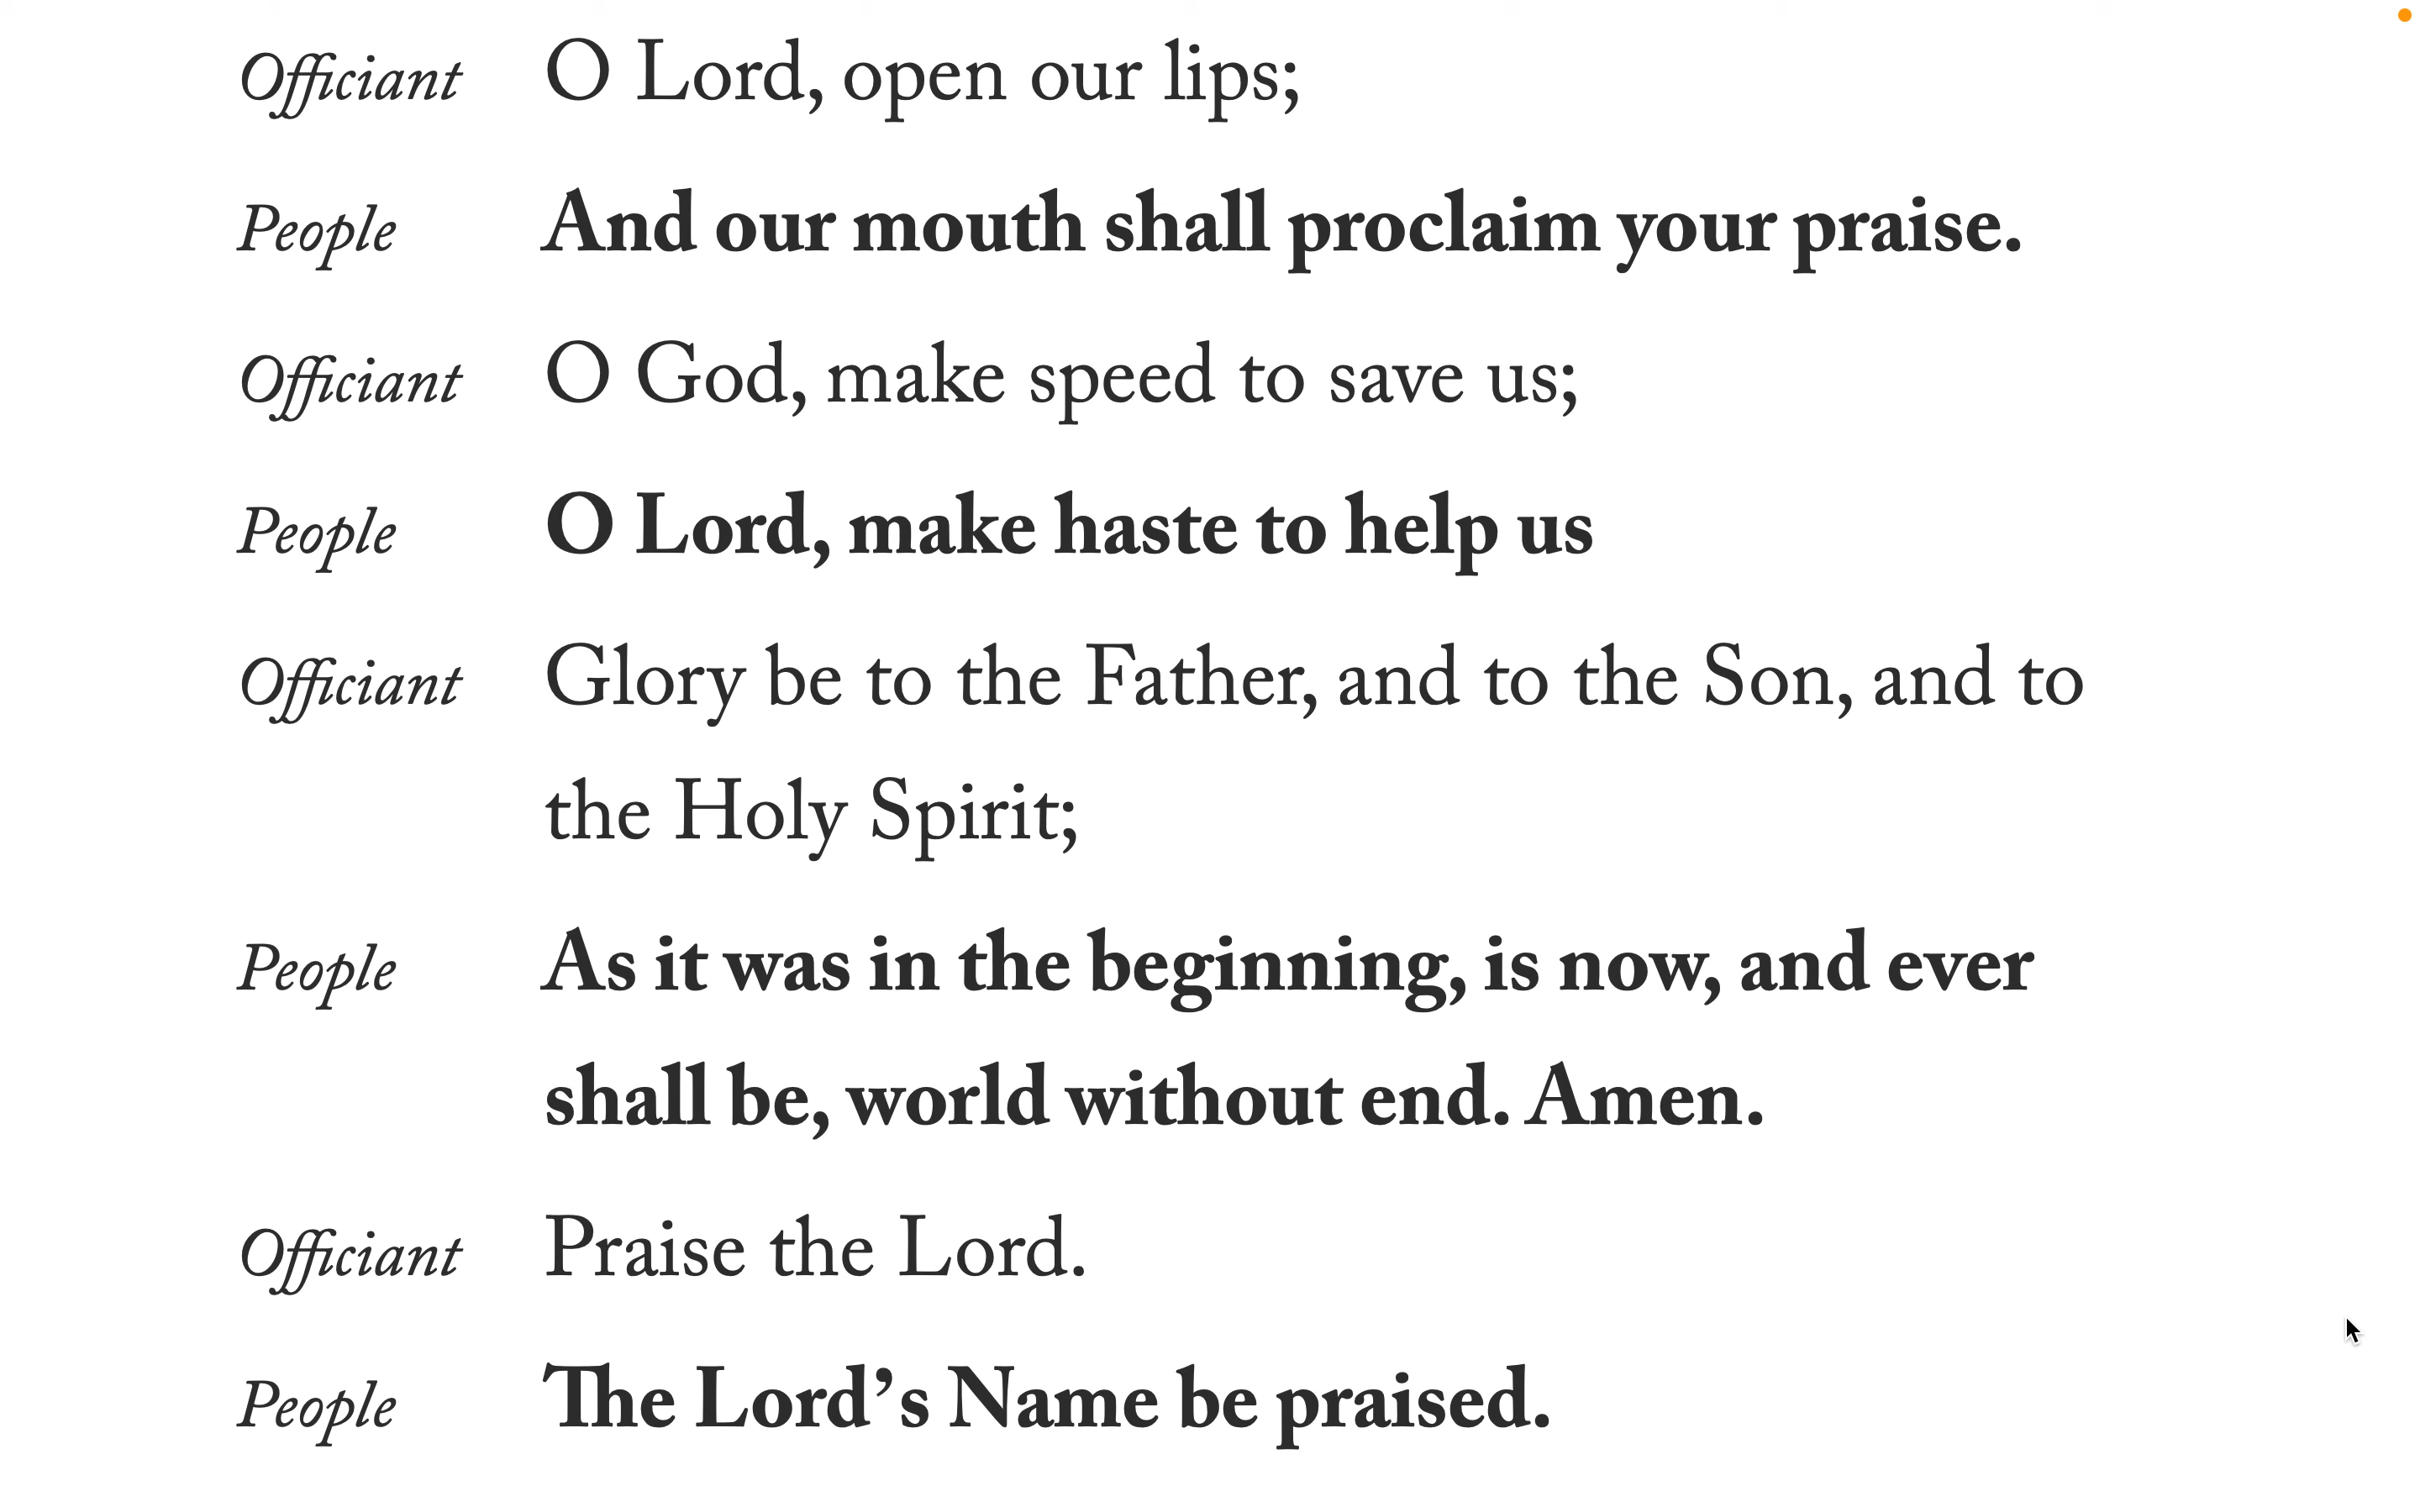 Officiant O Lord, open our lips;
People And our mouth shall proclaim your praise.
Officiant O God, make speed to save us;
People O Lord, make haste to help us
Officiant Glory be to the Father, and to the Son, and to
the Holy Spirit;
People As it was in the beginning, is now, and ever
shall be, world without end. Amen.
Officiant Praise the Lord.
People The Lord’s Name be praised.